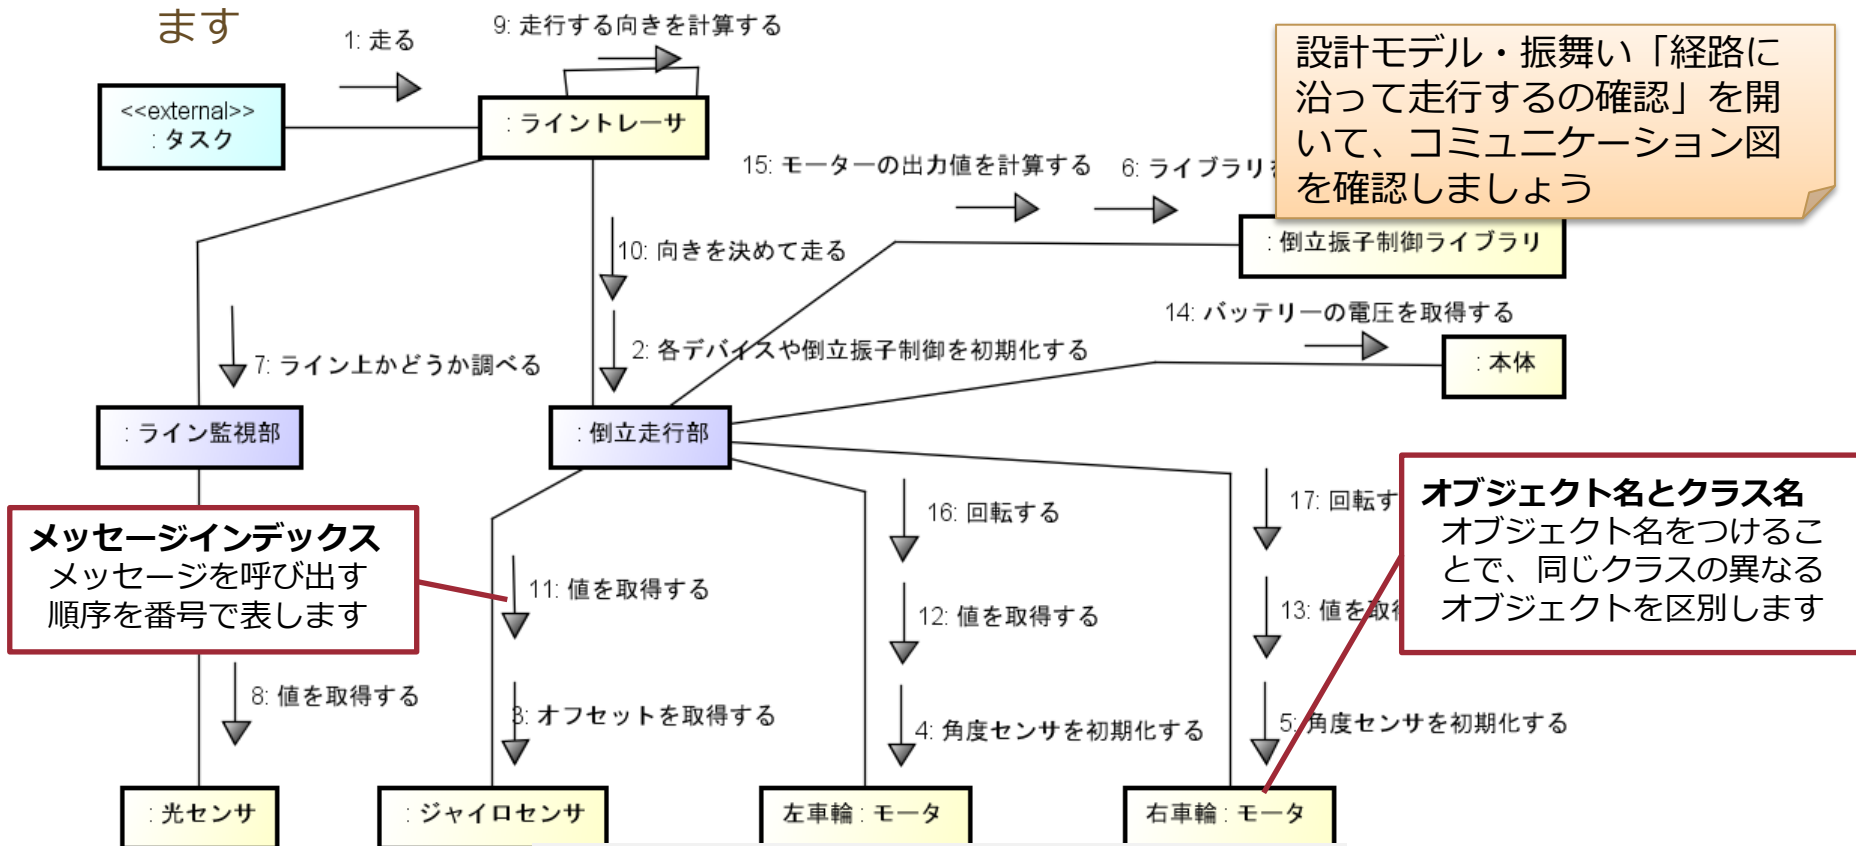 ます
1: 走る
9: 走行する向きを計算する
設計モデル・振舞い「経路に
沿って走行するの確認」を開
いて、コミュニケーション図
を確認しましょう
<<external>>
: タスク
: ライントレーサ
15: モーターの出力値を計算する
6: ライブラリ
: 倒立振子制御ライブラリ
10: 向きを決めて走る
14: バッテリーの電圧を取得する
2: 各デバイスや倒立振子制御を初期化する
7: ライン上かどうか調べる
: 本体
: ライン監視部
: 倒立走行部
メッセージインデックス
メッセージを呼び出す
順序を番号で表します
16: 回転する
17: 回転す
オブジェクト名とクラス名
オブジェクト名をつけるこ
とで、同じクラスの異なる
オブジェクトを区別します
11: 値を取得する
12: 値を取得する
13: 値を取得
8: 値を取得する
3: オフセットを取得する
4: 角度センサを初期化する
5: 角度センサを初期化する
: 光センサ
: ジャイロセンサ
左車輪 : モータ
右車輪 : モータ